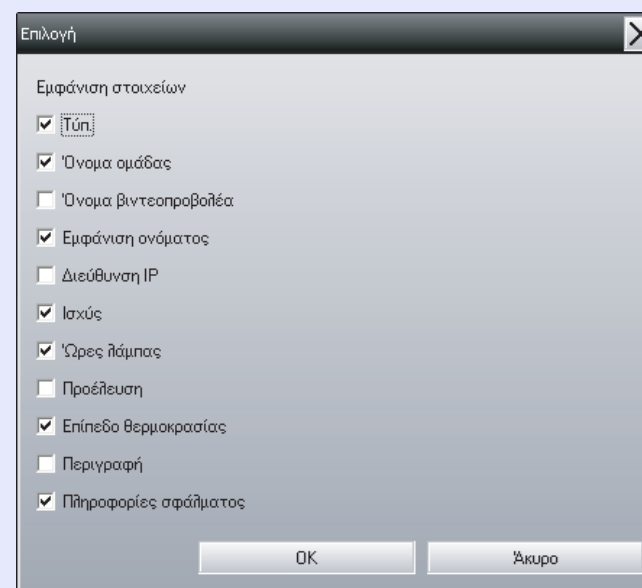 Επιλογή
Εμφάνιση στοιχείων
Τύπ.
Όνομα ομάδας
Όνομα βιντεοπροβολέα
Εμφάνιση ονόματος
Διεύθυνση IP
Ισχύς
Ώρες λάμπας
Προέλευση
Επίπεδο θερμοκρασίας
Περιγραφή
Πληροφορίες σφάλματος
OK Άκυρο